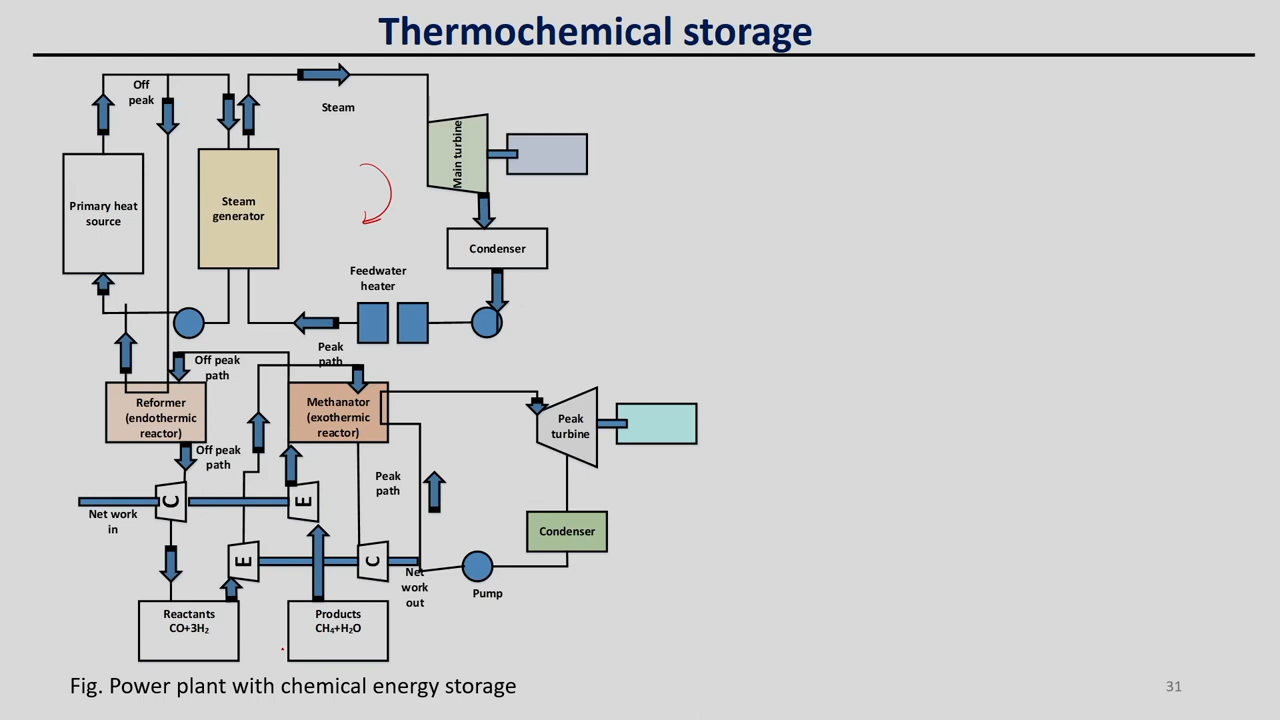 Thermochemical storage
Off
peak
Steam
Main turbine
Primary heat
source
Steam
generator
Condenser
Feedwater
heater
Peak
path
Off peak
path
Reformer
(endothermic
reactor)
Methanator
(exothermic
reactor)
Peak
turbine
Off peak
path
Peak
path
C
E
Net work
in
Condenser
E
C
Net
work
out
Pump
Reactants
CO+3H₂
Products
CH₄+H₂O
Fig. Power plant with chemical energy storage
31